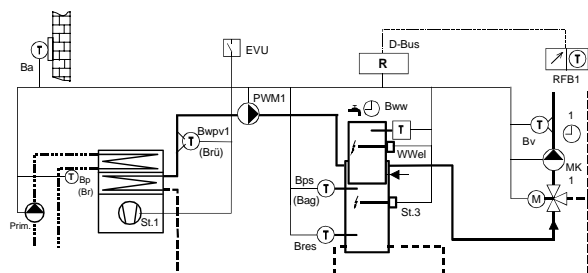 D-Bus
EVU
R
T
T
RFB1
Ba
PWM1
Bww
1
Bwpv1
T
(Brü)
T
T
Bv
WWel
MK
1
T
Bp
(Br)
Bps
T
(Bag)
M
St.3
Prim.
St.1
Bres
T